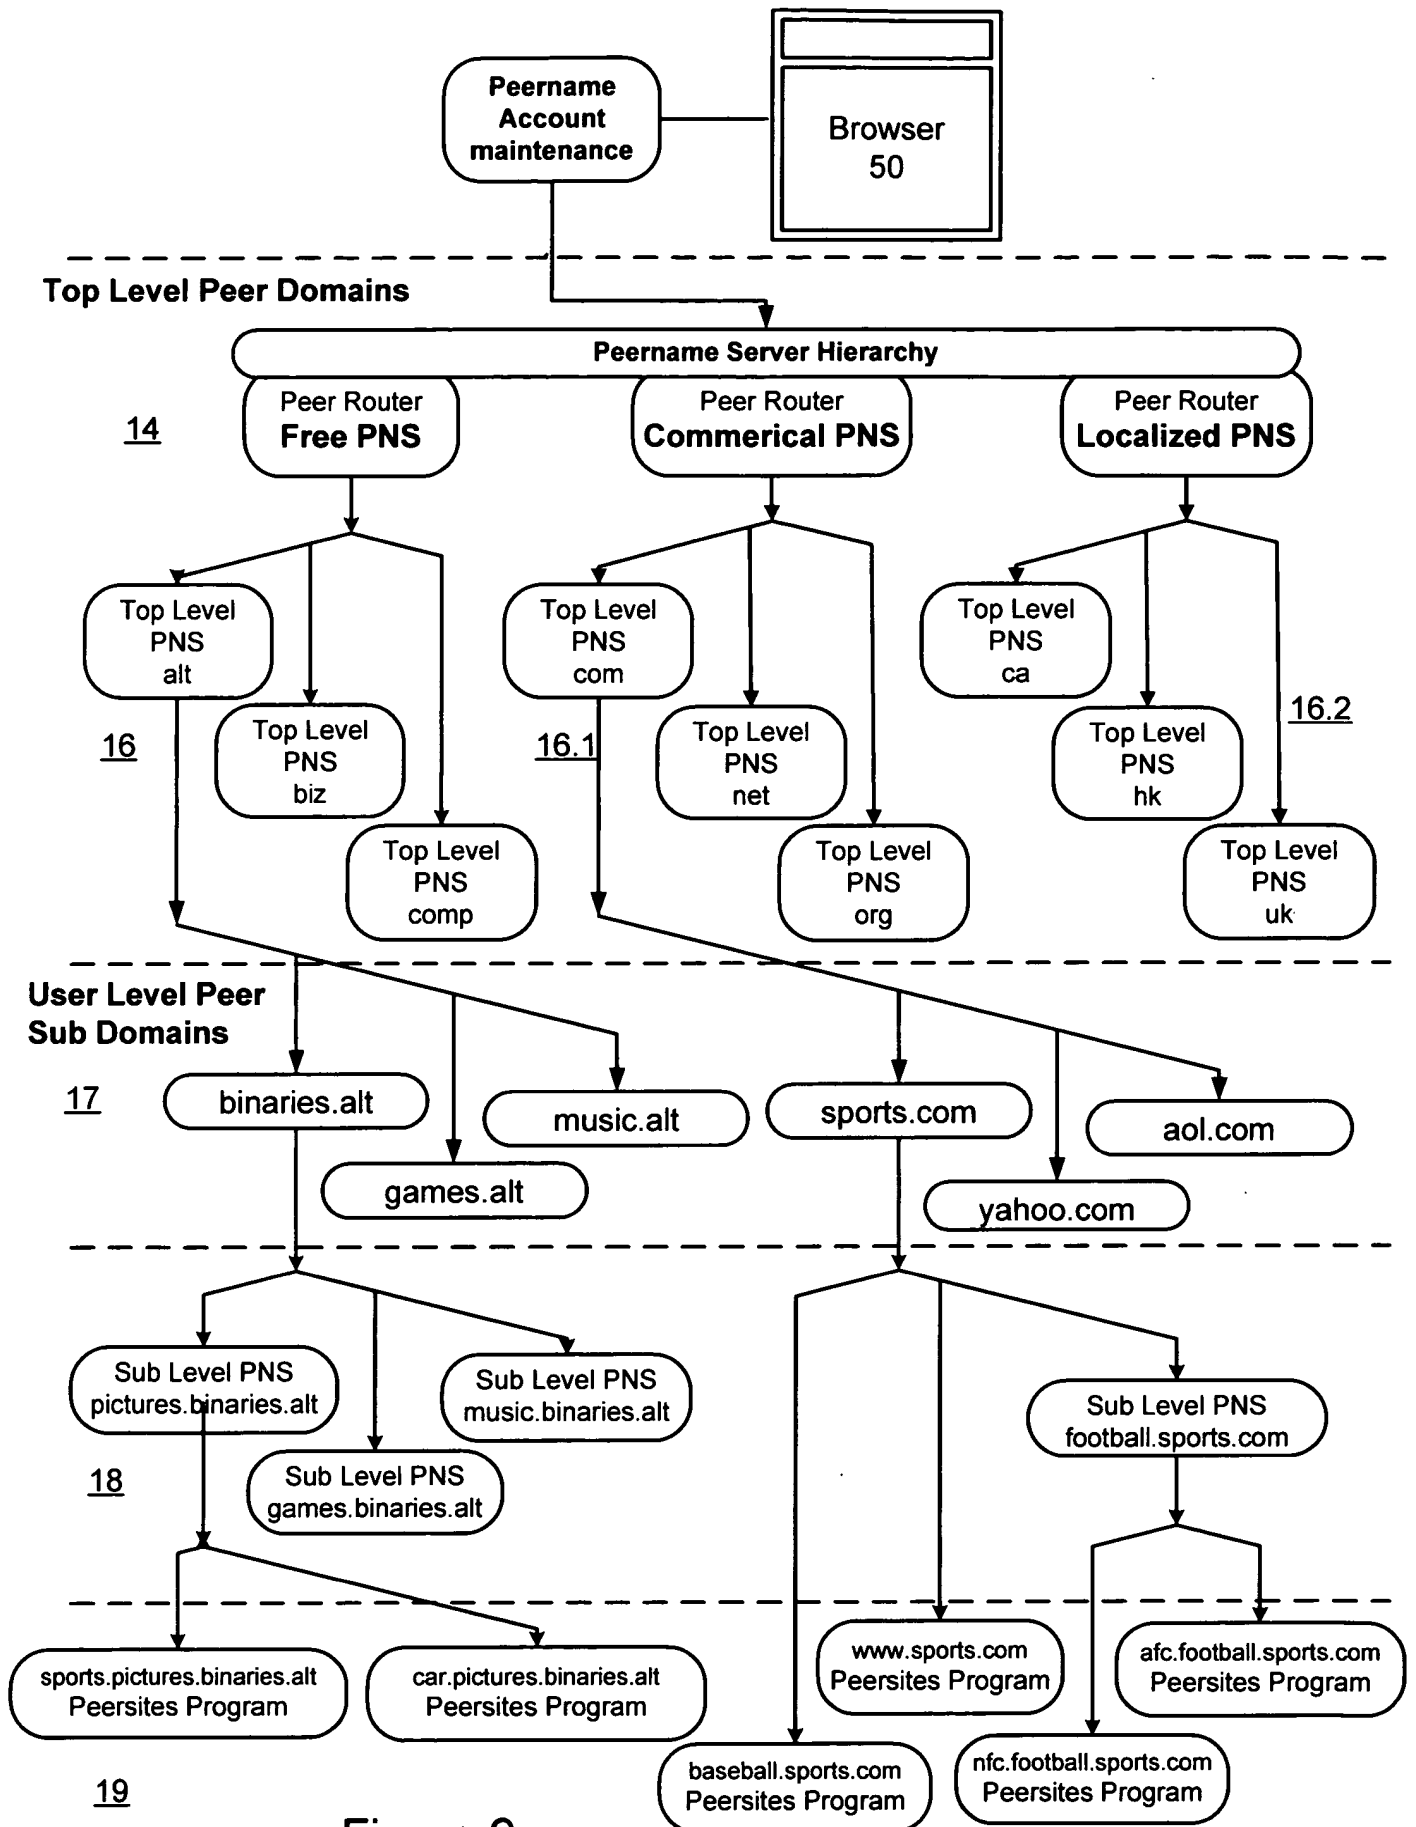 Peername
Account
maintenance
Browser
50
Top Level Peer Domains
Peername Server Hierarchy
14
Peer Router
Free PNS
Peer Router
Commerical PNS
Peer Router
Localized PNS
Top Level
PNS
alt
Top Level
PNS
com
Top Level
PNS
ca
16
Top Level
PNS
biz
16.1
Top Level
PNS
net
Top Level
PNS
hk
16.2
Top Level
PNS
comp
Top Level
PNS
org
Top Level
PNS
uk
User Level Peer
Sub Domains
17
binaries.alt
music.alt
games.alt
sports.com
aol.com
yahoo.com
Sub Level PNS
pictures.binaries.alt
Sub Level PNS
music.binaries.alt
Sub Level PNS
football.sports.com
18
Sub Level PNS
games.binaries.alt
sports.pictures.binaries.alt
Peersites Program
car.pictures.binaries.alt
Peersites Program
www.sports.com
Peersites Program
afc.football.sports.com
Peersites Program
baseball.sports.com
Peersites Program
nfc.football.sports.com
Peersites Program
19